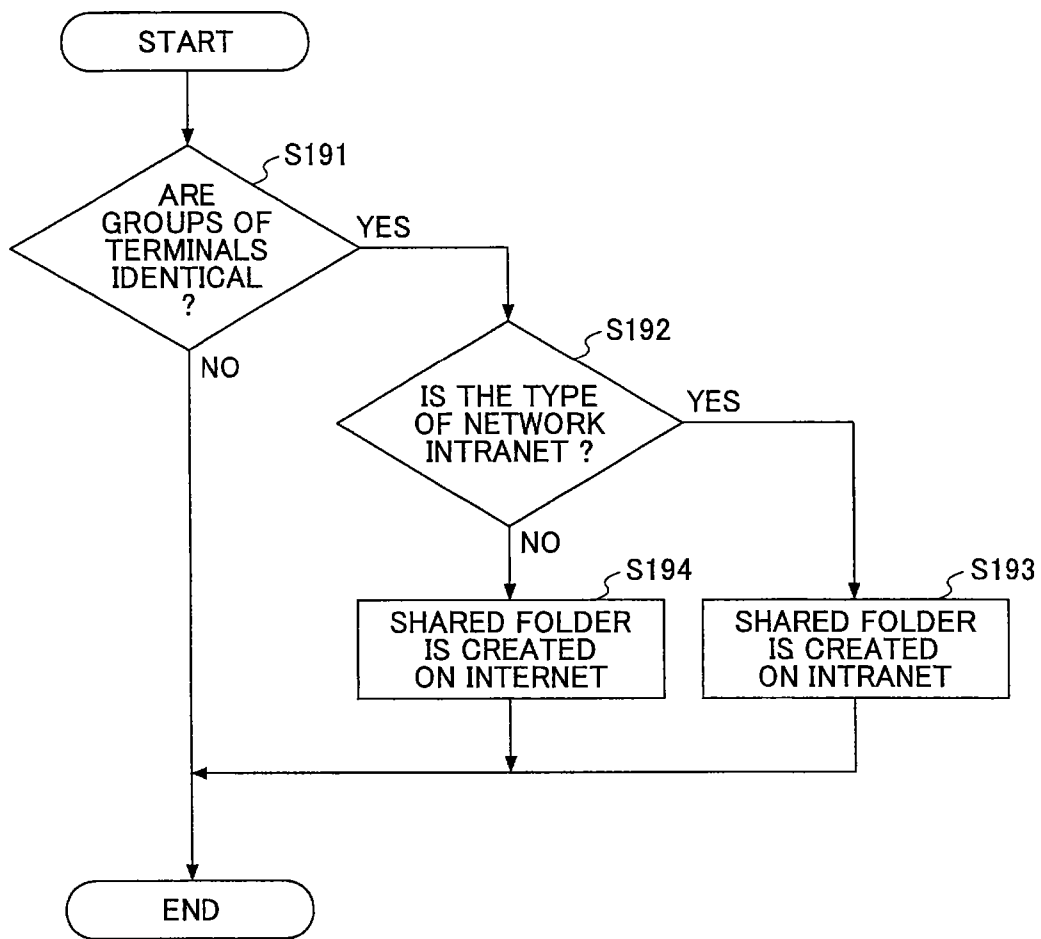 START
S191
ARE
GROUPS OF
TERMINALS
IDENTICAL
?
YES
NO
S192
IS THE TYPE
OF NETWORK
INTRANET ?
YES
NO
S194
SHARED FOLDER
IS CREATED
ON INTERNET
S193
SHARED FOLDER
IS CREATED
ON INTRANET
END